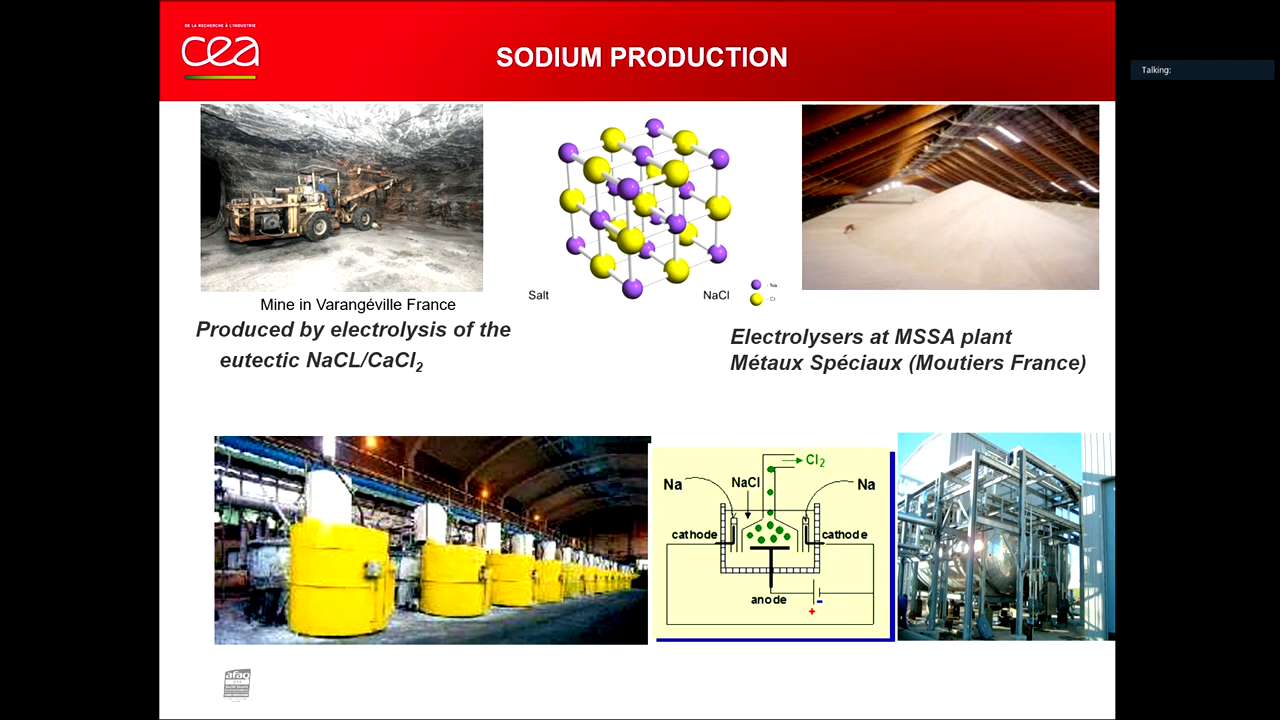 DE LA RECHERCHE À L'INDUSTRIE
cea
SODIUM PRODUCTION
Talking:
Salt
NaCl
Na
Cl
Mine in Varangéville France
Produced by electrolysis of the
eutectic NaCL/CaCl₂
Electrolysers at MSSA plant
Métaux Spéciaux (Moutiers France)
Cl₂
Na
NaCl
Na
cathode
cathode
anode
+
-
afaq